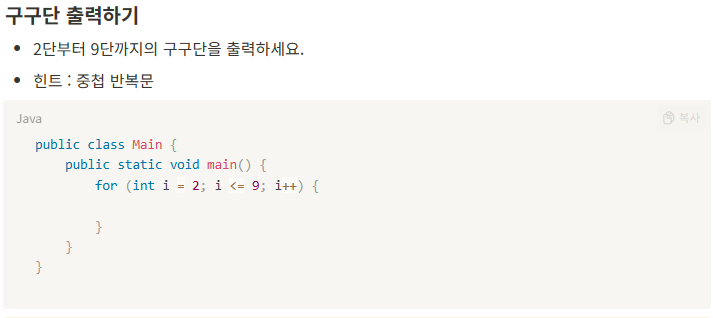 구구단 출력하기
• 2단부터 9단까지의 구구단을 출력하세요.
• 힌트 : 중첩 반복문
Java
복사
public class Main {
    public static void main() {
        for (int i = 2; i <= 9; i++) {

        }
    }
}